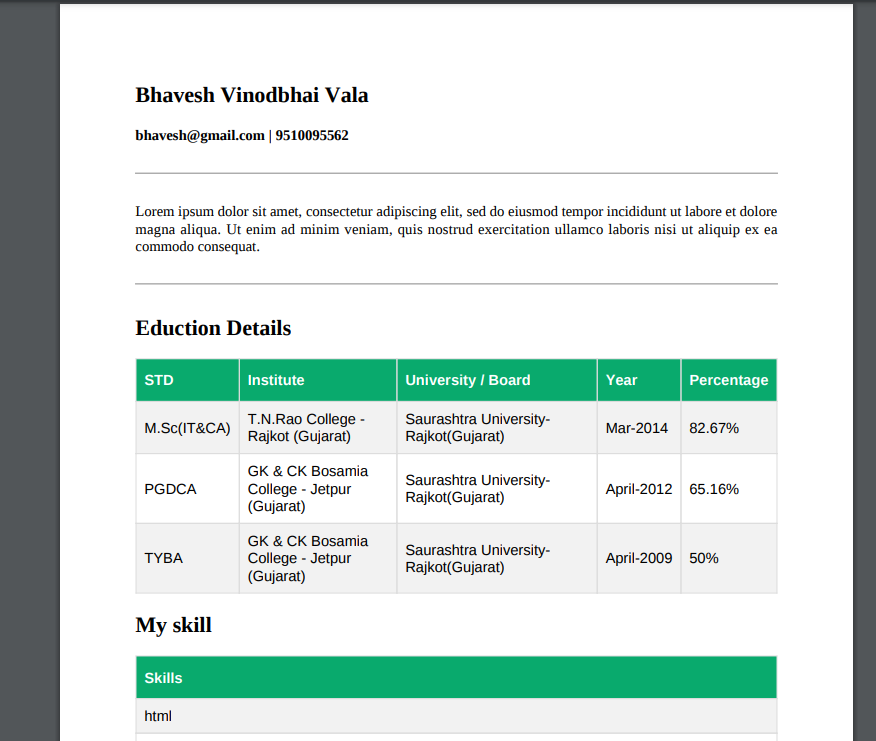 Bhavesh Vinodbhai Vala
bhavesh@gmail.com | 9510095562
Lorem ipsum dolor sit amet, consectetur adipiscing elit, sed do eiusmod tempor incididunt ut labore et dolore
magna aliqua. Ut enim ad minim veniam, quis nostrud exercitation ullamco laboris nisi ut aliquip ex ea
commodo consequat.
Eduction Details
STD Institute University / Board Year Percentage
M.Sc(IT&CA) T.N.Rao College - Saurashtra University- Mar-2014 82.67%
Rajkot (Gujarat) Rajkot(Gujarat)
PGDCA GK & CK Bosamia Saurashtra University- April-2012 65.16%
College - Jetpur Rajkot(Gujarat)
(Gujarat)
TYBA GK & CK Bosamia Saurashtra University- April-2009 50%
College - Jetpur Rajkot(Gujarat)
(Gujarat)
My skill
Skills
html